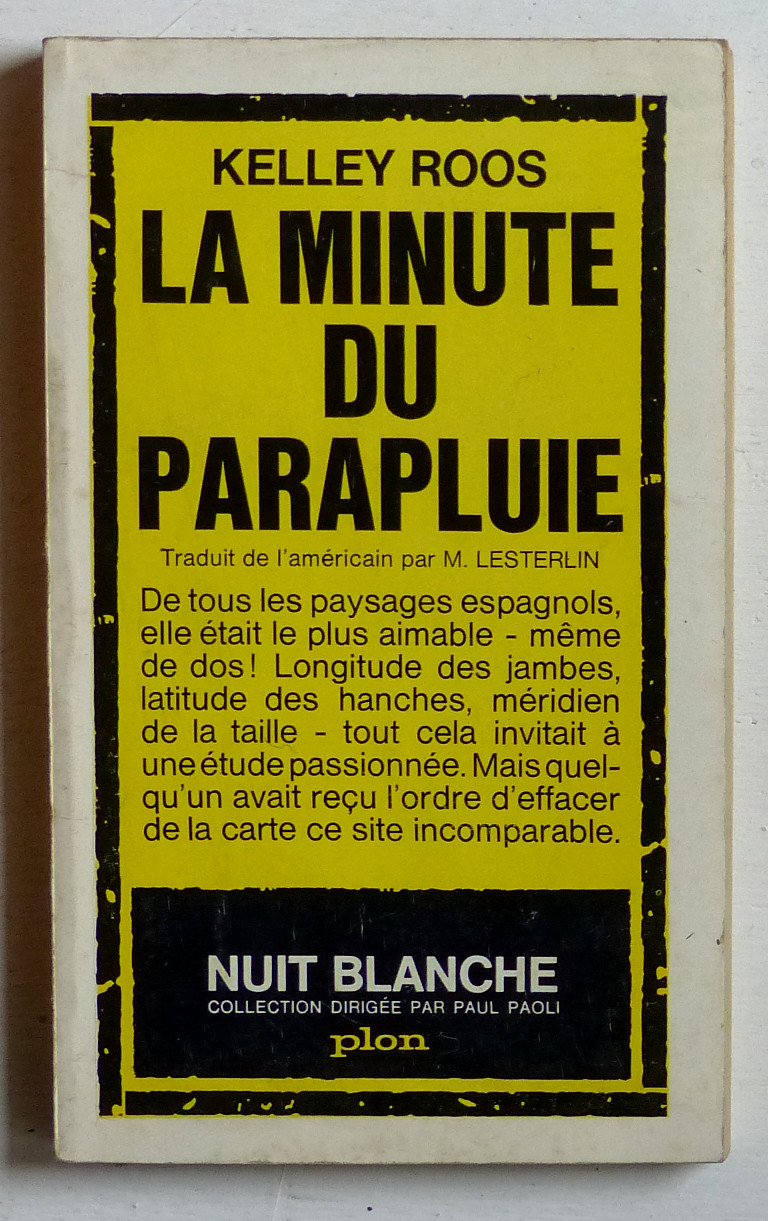 KELLEY ROOS
LA MINUTE
DU
PARAPLUIE
Traduit de l'américain par M. LESTERLIN
De tous les paysages espagnols,
elle était le plus aimable - même
de dos! Longitude des jambes,
latitude des hanches, méridien
de la taille - tout cela invitait à
une étude passionnée. Mais quel-
qu'un avait reçu l'ordre d'effacer
de la carte ce site incomparable.
NUIT BLANCHE
COLLECTION DIRIGÉE PAR PAUL PAOLI
plon